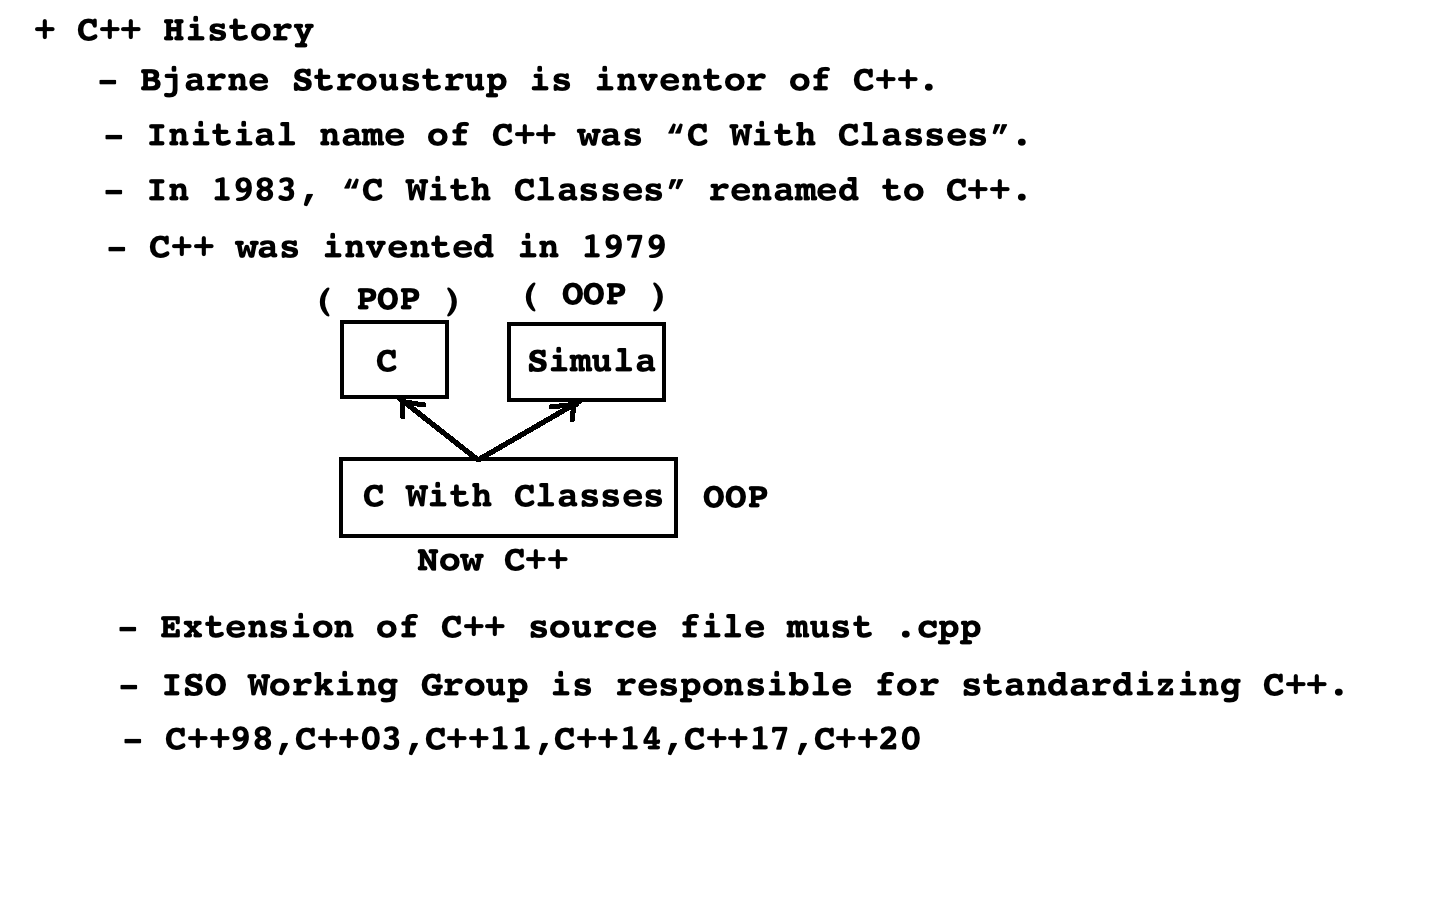 + C++ History
- Bjarne Stroustrup is inventor of C++.
- Initial name of C++ was “C With Classes”.
- In 1983, “C With Classes” renamed to C++.
- C++ was invented in 1979
( POP ) ( OOP )
C Simula
C With Classes OOP
Now C++
- Extension of C++ source file must .cpp
- ISO Working Group is responsible for standardizing C++.
- C++98,C++03,C++11,C++14,C++17,C++20